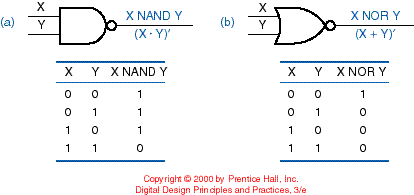 (a) X Y X NAND Y
(X · Y)′
X Y X NAND Y
0 0 1
0 1 1
1 0 1
1 1 0
(b) X Y X NOR Y
(X + Y)′
X Y X NOR Y
0 0 1
0 1 0
1 0 0
1 1 0
Copyright © 2000 by Prentice Hall, Inc.
Digital Design Principles and Practices, 3/e